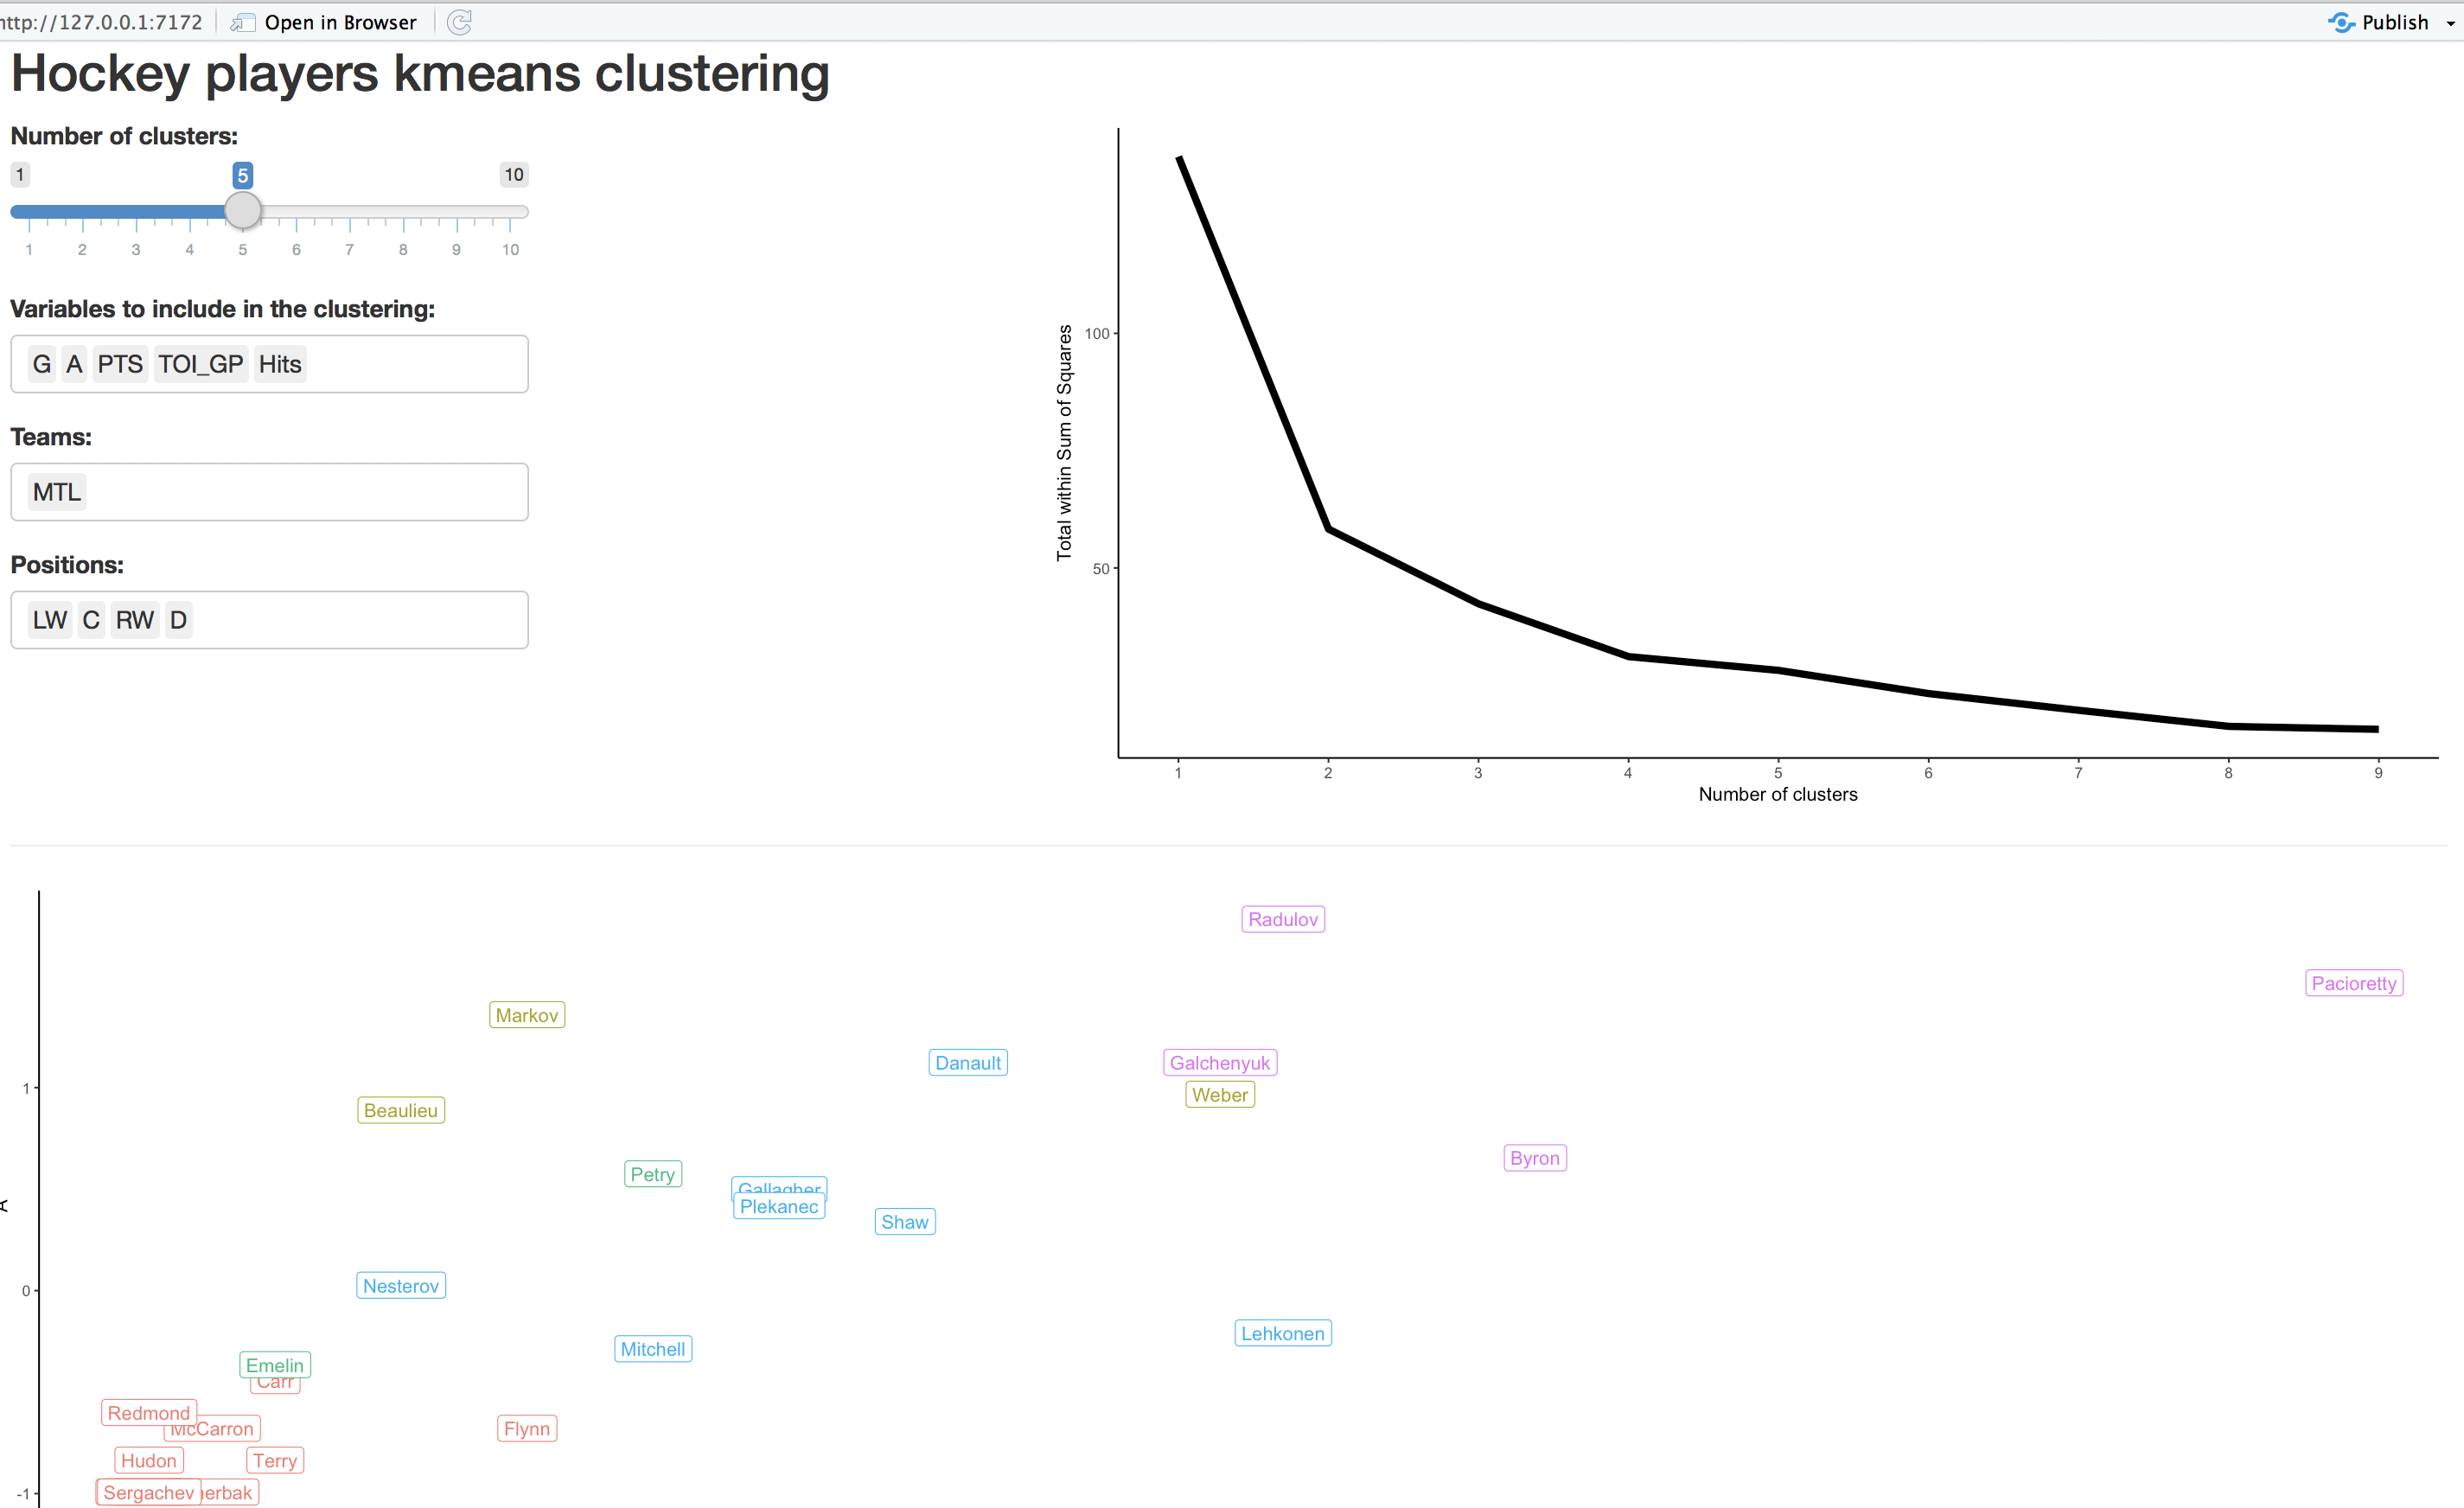 http://127.0.0.1:7172 Open in Browser Publish
Hockey players kmeans clustering
Number of clusters:
1 5 10
1 2 3 4 5 6 7 8 9 10
Variables to include in the clustering:
G A PTS TOI_GP Hits
Teams:
MTL
Positions:
LW C RW D
Total within Sum of Squares
100
50
1 2 3 4 5 6 7 8 9
Number of clusters
Radulov
Pacioretty
Markov
Danault Galchenyuk
1
Weber
Beaulieu
Byron
Petry
Gallagher
A
Plekanec
Shaw
0
Nesterov
Lehkonen
Mitchell
Emelin
Carr
Redmond
McCarron Flynn
Hudon Terry
-1
Sergachev erbak